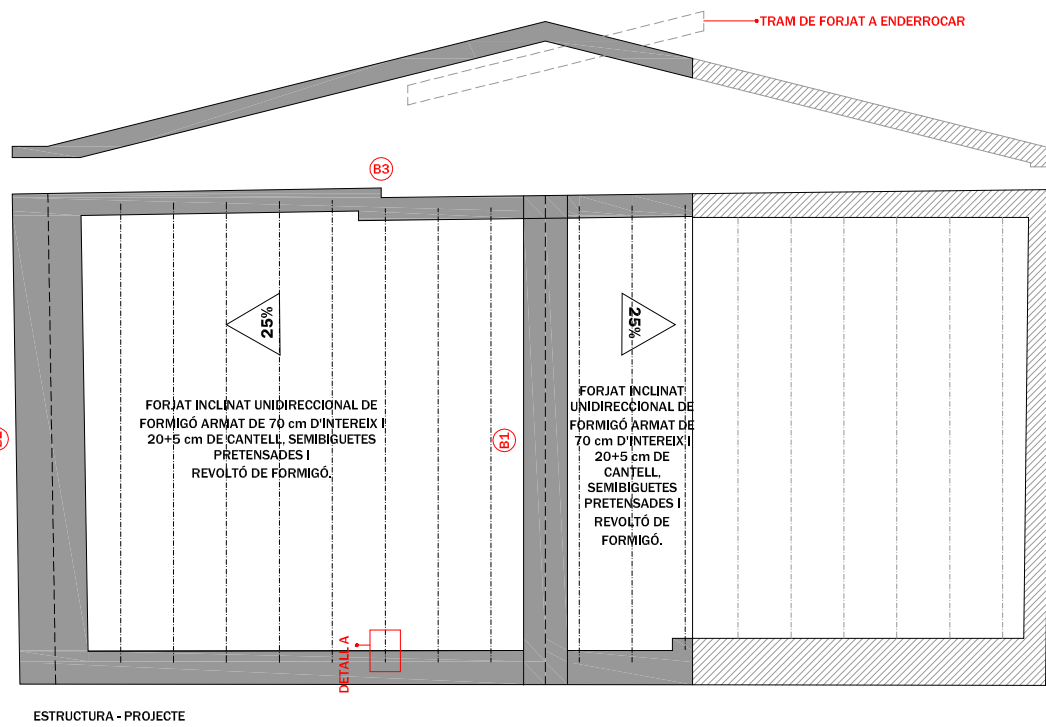 TRAM DE FORJAT A ENDERROCAR
B3
25%
25%
FORJAT INCLINAT UNIDIRECCIONAL DE
FORMIGÓ ARMAT DE 70 cm D'INTEREIX I
20+5 cm DE CANTELL, SEMIBIGUETES
PRETENSADES I
REVOLTÓ DE FORMIGÓ.
B1
FORJAT INCLINAT
UNIDIRECCIONAL DE
FORMIGÓ ARMAT DE
70 cm D'INTEREIX I
20+5 cm DE
CANTELL,
SEMIBIGUETES
PRETENSADES I
REVOLTÓ DE
FORMIGÓ.
DETALL A
ESTRUCTURA - PROJECTE